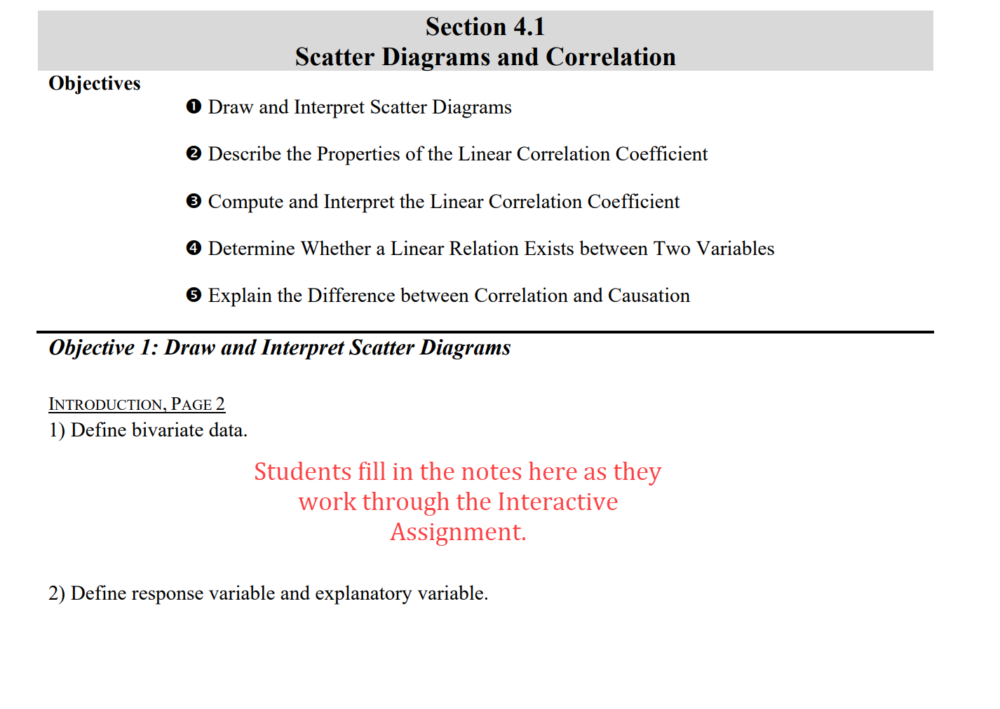 Section 4.1
Scatter Diagrams and Correlation
Objectives
❶ Draw and Interpret Scatter Diagrams
❷ Describe the Properties of the Linear Correlation Coefficient
❸ Compute and Interpret the Linear Correlation Coefficient
❹ Determine Whether a Linear Relation Exists between Two Variables
❺ Explain the Difference between Correlation and Causation
Objective 1: Draw and Interpret Scatter Diagrams
INTRODUCTION, PAGE 2
1) Define bivariate data.
Students fill in the notes here as they
work through the Interactive
Assignment.
2) Define response variable and explanatory variable.